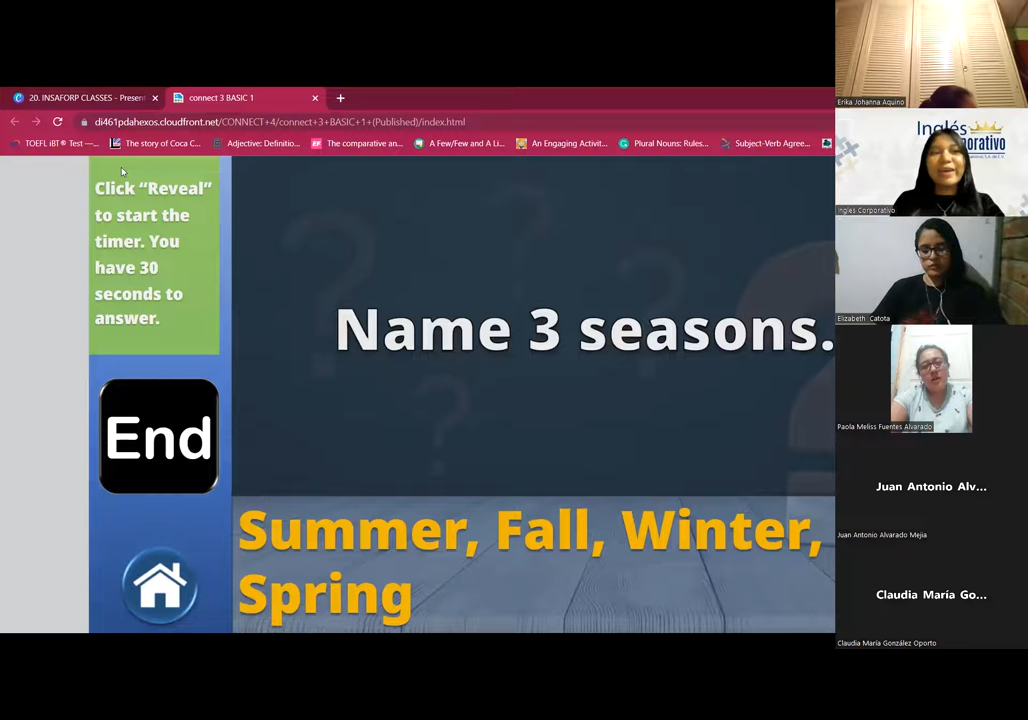 20. INSAFORP CLASSES - Present
connect 3 BASIC 1
di461pdahexos.cloudfront.net/CONNECT+4/connect+3+BASIC+1+(Published)/index.html
TOEFL iBT® Test —...
The story of Coca C...
Adjective: Definitio...
The comparative an...
A Few/Few and A Li...
An Engaging Activit...
Plural Nouns: Rules...
Subject-Verb Agree...
Click “Reveal”
to start the
timer. You
have 30
seconds to
answer.
End
Name 3 seasons.
Summer, Fall, Winter,
Spring
Erika Johanna Aquino
Inglés
Ingles Corporativo
Elizabeth Catota
Paola Meliss Fuentes Alvarado
Juan Antonio Alv...
Juan Antonio Alvarado Mejia
Claudia María Go...
Claudia María González Oporto